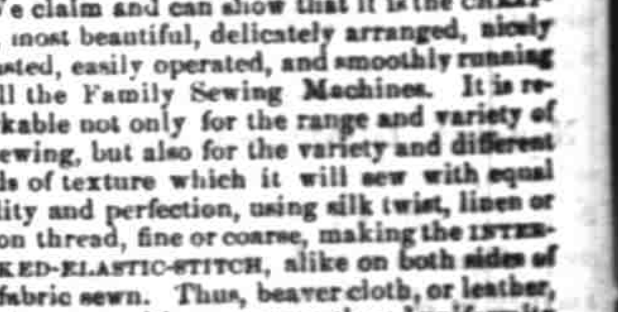 e claim and can show that it is the CHEAP-
most beautiful, delicately arranged, nicely
sted, easily operated, and smoothly running
ll the Family Sewing Machines. It is re-
kable not only for the range and variety of
ewing, but also for the variety and different
ds of texture which it will sew with equal
lity and perfection, using silk twist, linen or
on thread, fine or coarse, making the INTER-
KED-ELASTIC-STITCH, alike on both sides of
fabric sewn. Thus, beaver cloth, or leather,